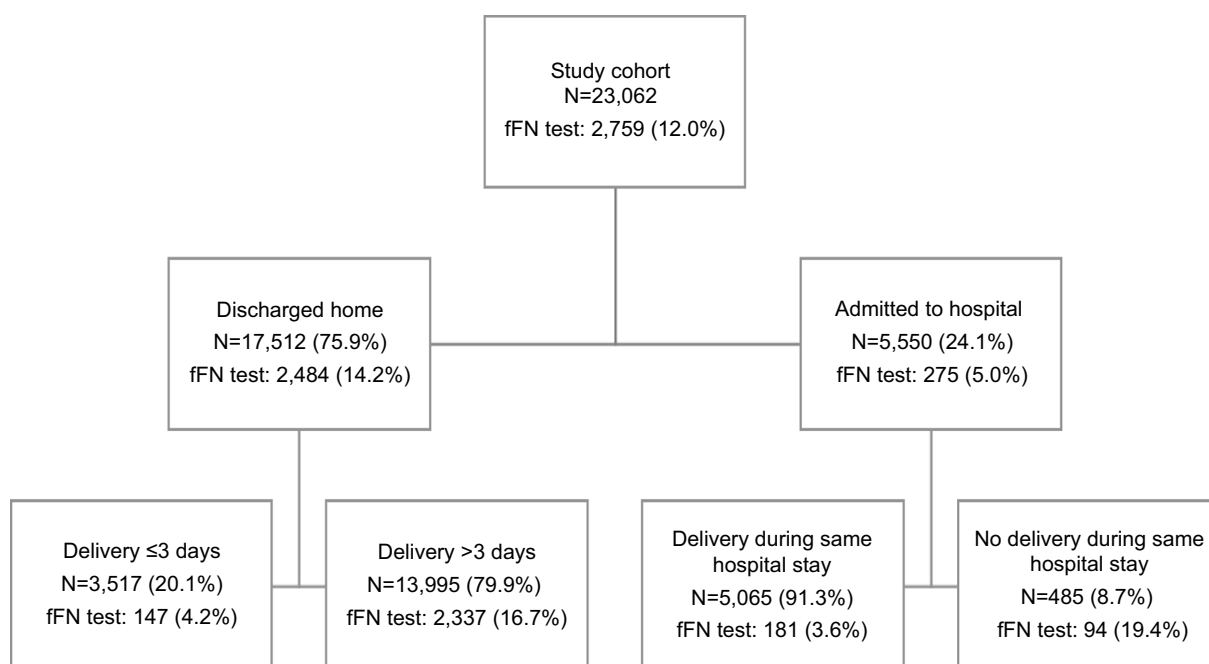 Study cohort
N=23,062
fFN test: 2,759 (12.0%)
Discharged home
N=17,512 (75.9%)
fFN test: 2,484 (14.2%)
Admitted to hospital
N=5,550 (24.1%)
fFN test: 275 (5.0%)
Delivery ≤3 days
N=3,517 (20.1%)
fFN test: 147 (4.2%)
Delivery >3 days
N=13,995 (79.9%)
fFN test: 2,337 (16.7%)
Delivery during same
hospital stay
N=5,065 (91.3%)
fFN test: 181 (3.6%)
No delivery during same
hospital stay
N=485 (8.7%)
fFN test: 94 (19.4%)